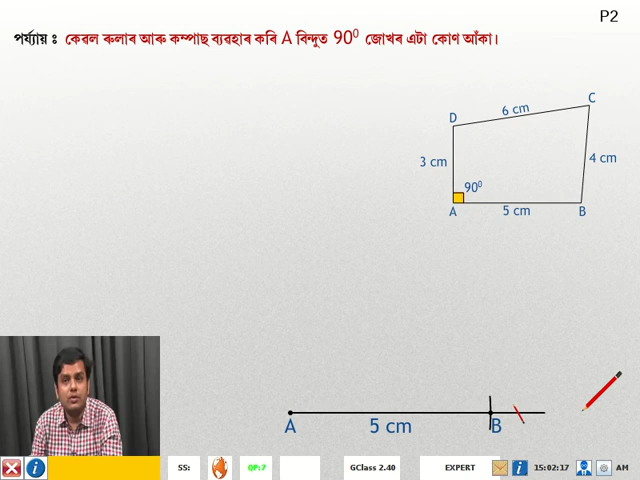 P2
পৰ্য্যায় ঃ কেৱল ৰুলাৰ আৰু কম্পাছ ব্যৱহাৰ কৰি A বিন্দুত 90⁰ জোখৰ এটা কোণ আঁকা।
C
6 cm
D
3 cm
4 cm
90⁰
A
5 cm
B
A
5 cm
B
SS:
QP:7
GClass 2.40
EXPERT
15:02:17
AM